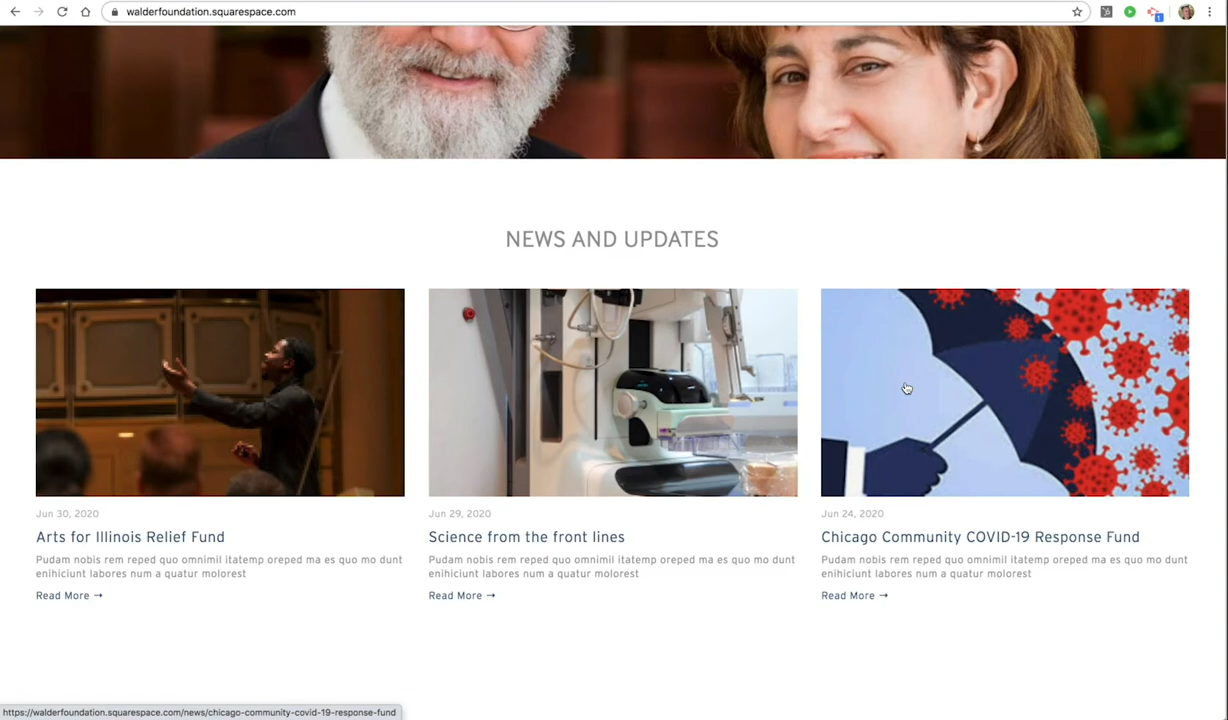 walderfoundation.squarespace.com
1
NEWS AND UPDATES
Jun 30, 2020
Arts for Illinois Relief Fund
Pudam nobis rem reped quo omnimil itatemp oreped ma es quo mo dunt
enihiciunt labores num a quatur molorest
Read More →
Jun 29, 2020
Science from the front lines
Pudam nobis rem reped quo omnimil itatemp oreped ma es quo mo dunt
enihiciunt labores num a quatur molorest
Read More →
Jun 24, 2020
Chicago Community COVID-19 Response Fund
Pudam nobis rem reped quo omnimil itatemp oreped ma es quo mo dunt
enihiciunt labores num a quatur molorest
Read More →
https://walderfoundation.squarespace.com/news/chicago-community-covid-19-response-fund